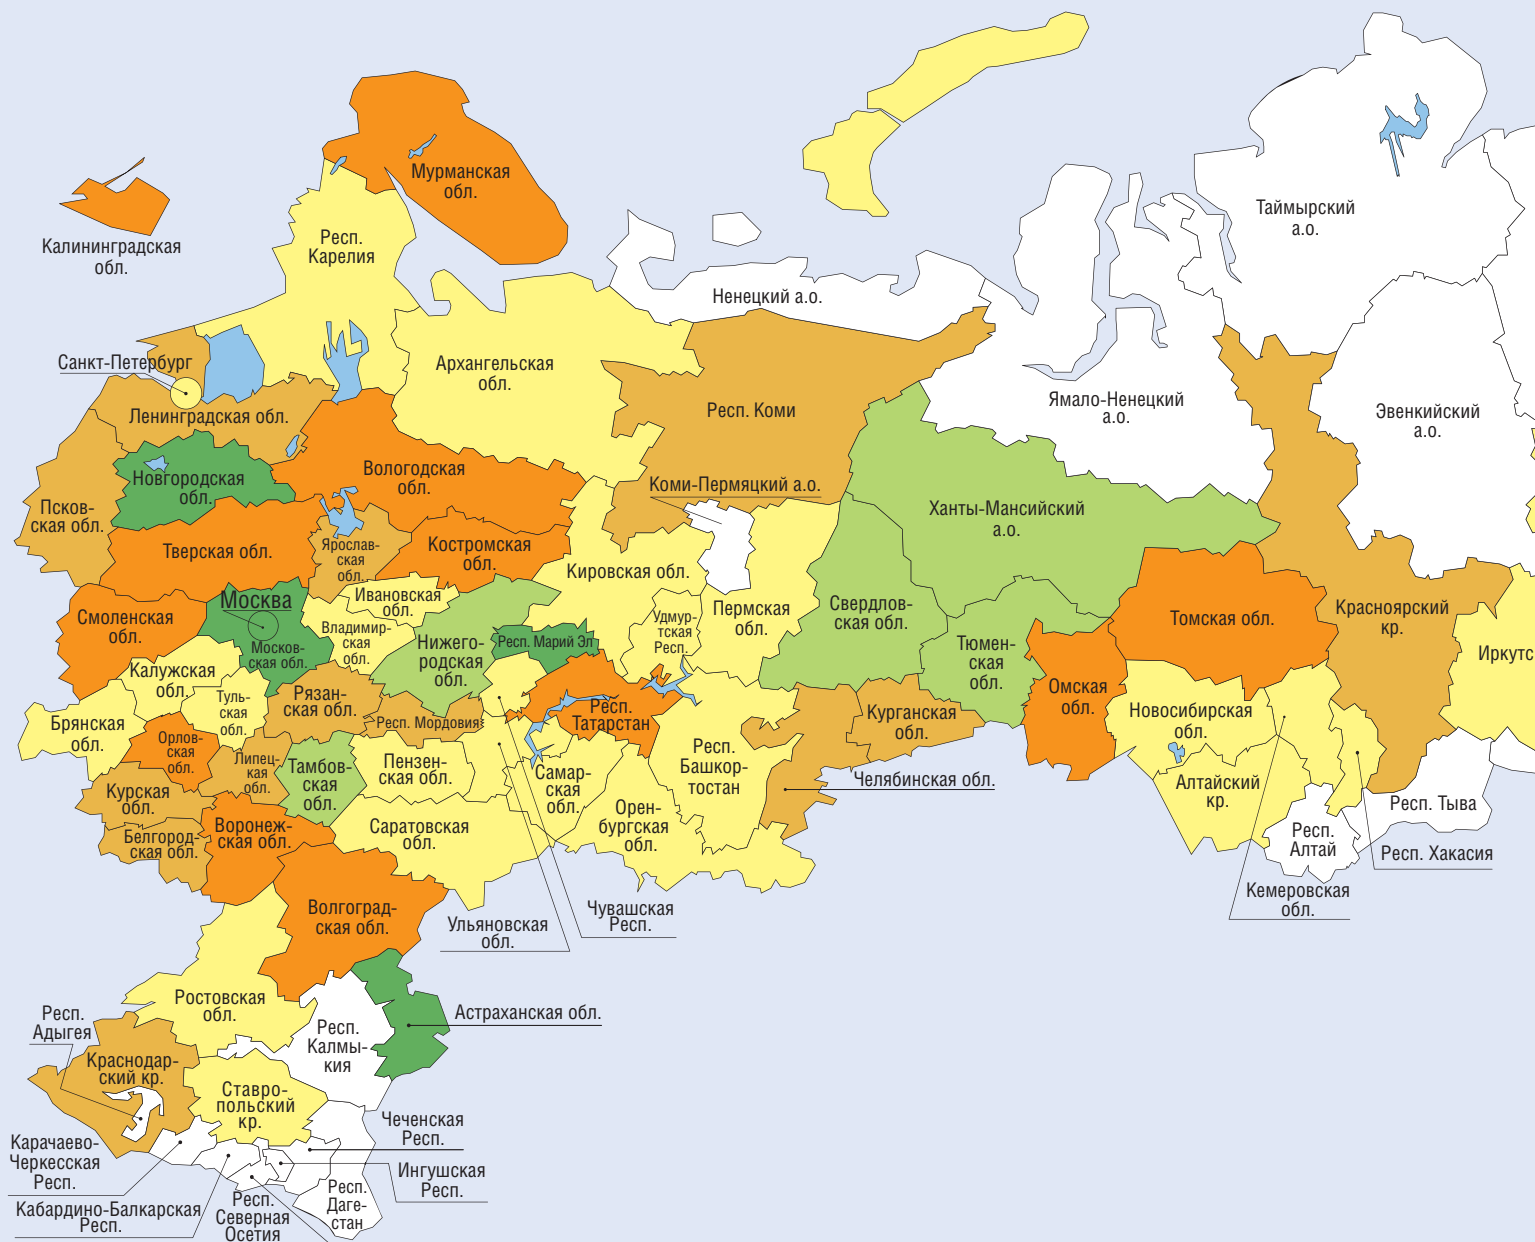 Мурманская
обл.
Калининградская
обл.
Респ.
Карелия
Таймырский
а.о.
Ненецкий а.о.
Санкт-Петербург
Архангельская
обл.
Ленинградская обл.
Респ. Коми
Ямало-Ненецкий
а.о.
Эвенкийский
а.о.
Новгородская
обл.
Вологодская
обл.
Коми-Пермяцкий а.о.
Псков-
ская обл.
Ханты-Мансийский
а.о.
Тверская обл.
Ярослав-
ская
обл.
Костромская
обл.
Кировская обл.
Москва
Ивановская
обл.
Смоленская
обл.
Московс-
ская обл.
Владимир-
ская
обл.
Нижего-
родская
обл.
Респ. Марий Эл
Удмур-
тская
Респ.
Пермская
обл.
Свердлов-
ская обл.
Тюмен-
ская
обл.
Томская обл.
Красноярский
кр.
Иркутс
Калужская
обл.
Туль-
ская
обл.
Рязан-
ская обл.
Респ. Мордовия
Респ.
Татарстан
Курганская
обл.
Омская
обл.
Новосибирская
обл.
Брянская
обл.
Орлов-
ская
обл.
Липец-
кая
обл.
Тамбов-
ская
обл.
Пензен-
ская обл.
Самар-
ская
обл.
Респ.
Башкор-
тостан
Челябинская обл.
Алтайский
кр.
Курская
обл.
Белгород-
ская обл.
Воронеж-
ская обл.
Саратовская
обл.
Орен-
бургская
обл.
Респ.
Алтай
Респ. Тыва
Респ. Хакасия
Кемеровская
обл.
Волгоград-
ская обл.
Ульяновская
обл.
Чувашская
Респ.
Ростовская
обл.
Респ.
Адыгея
Респ.
Калмы-
кия
Астраханская обл.
Краснодар-
ский кр.
Ставро-
польский
кр.
Карачаево-
Черкесская
Респ.
Чеченская
Респ.
Ингушская
Респ.
Кабардино-Балкарская
Респ.
Респ.
Северная
Осетия
Респ.
Даге-
стан